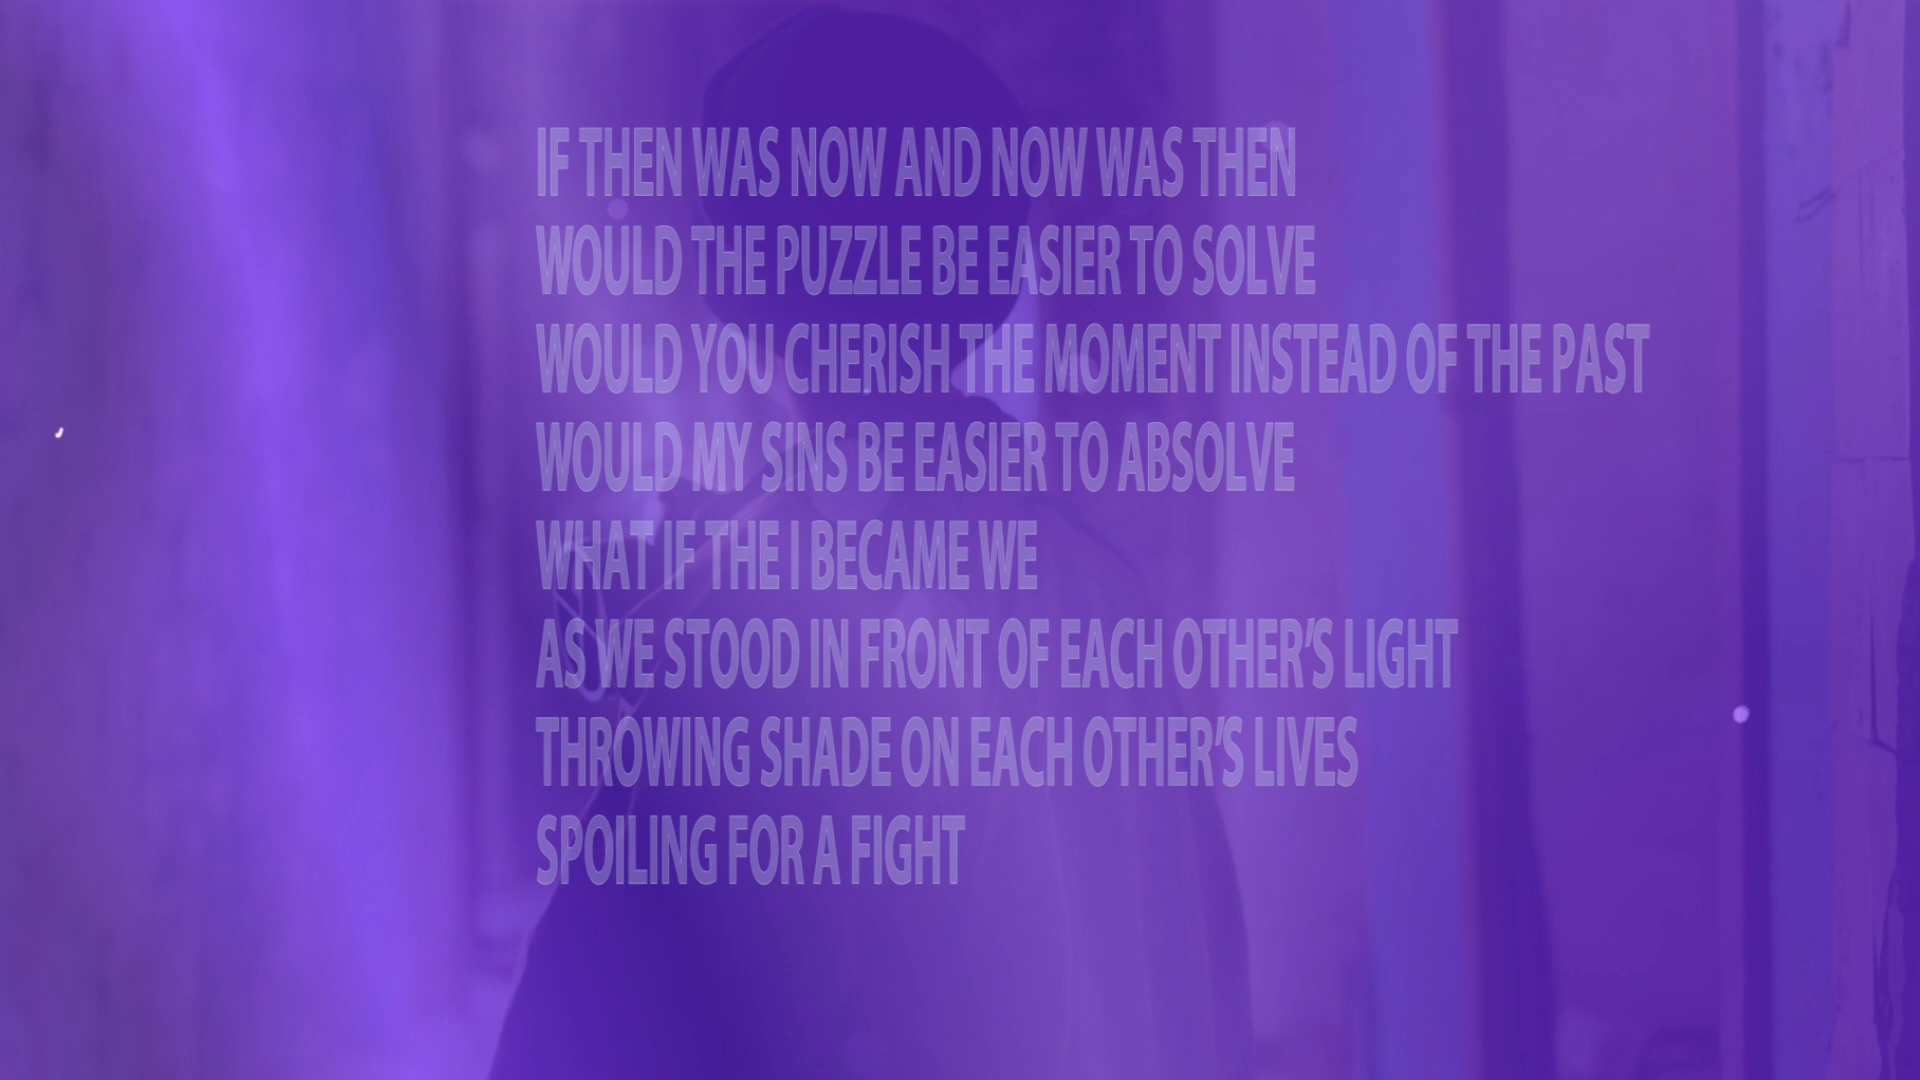 IF THEN WAS NOW AND NOW WAS THEN
WOULD THE PUZZLE BE EASIER TO SOLVE
WOULD YOU CHERISH THE MOMENT INSTEAD OF THE PAST
WOULD MY SINS BE EASIER TO ABSOLVE
WHAT IF THE I BECAME WE
AS WE STOOD IN FRONT OF EACH OTHER’S LIGHT
THROWING SHADE ON EACH OTHER’S LIVES
SPOILING FOR A FIGHT